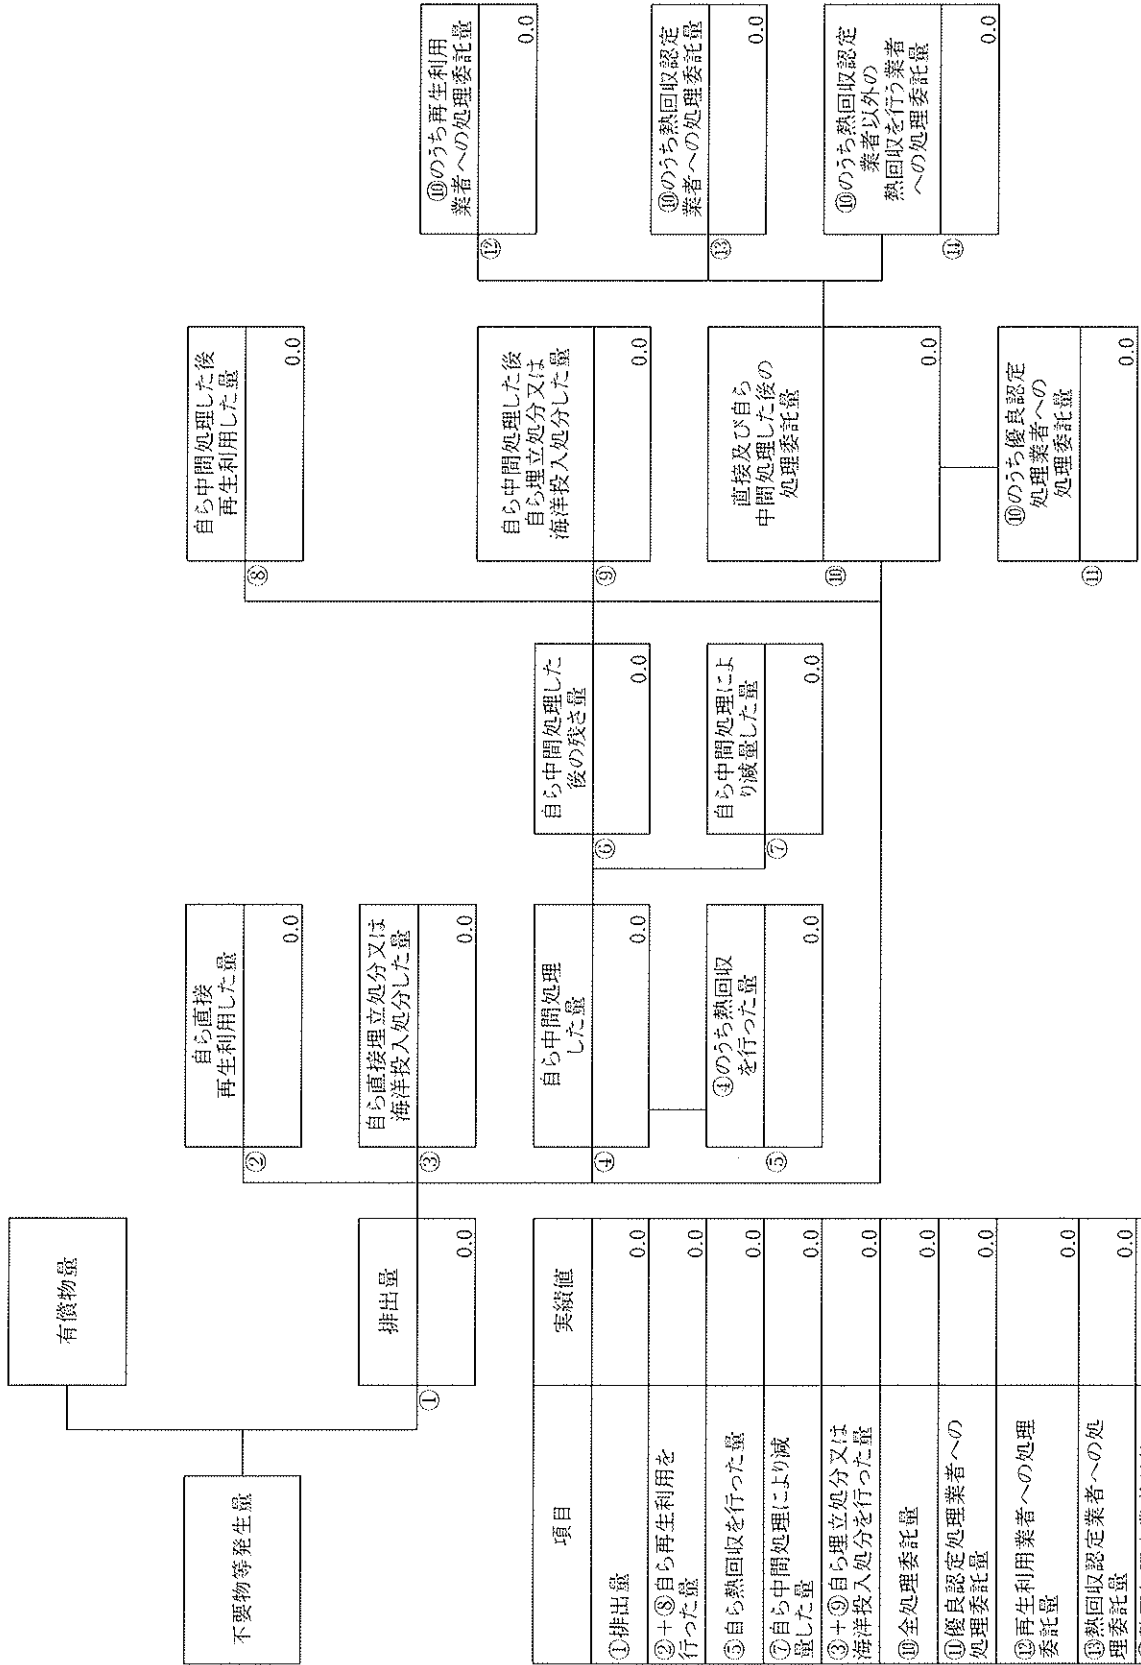 不要物等発生量
有償物量
①
排出量
0.0
②
自ら直接
再生利用した量
0.0
③
自ら直接埋立処分又は
海洋投入処分した量
0.0
④
自ら中間処理
した量
0.0
⑤
④のうち熱回収
を行った量
0.0
⑥
自ら中間処理した
後の残さ量
0.0
⑦
自ら中間処理によ
り減量した量
0.0
⑧
自ら中間処理した後
再生利用した量
0.0
⑨
自ら中間処理した後
自ら埋立処分又は
海洋投入処分した量
0.0
⑩
直接及び自ら
中間処理した後の
処理委託量
0.0
⑪
⑩のうち優良認定
処理業者への
処理委託量
0.0
⑫
⑩のうち再生利用
業者への処理委託量
0.0
⑬
⑩のうち熱回収認定
業者への処理委託量
0.0
⑭
⑩のうち熱回収認定
業者以外の
熱回収を行う業者
への処理委託量
0.0
項目 実績値
①排出量 0.0
②+⑧自ら再生利用を
行った量 0.0
⑤自ら熱回収を行った量 0.0
⑦自ら中間処理により減
量した量 0.0
③+⑨自ら埋立処分又は
海洋投入処分を行った量 0.0
⑩全処理委託量 0.0
⑪優良認定処理業者への
処理委託量 0.0
⑫再生利用業者への処理
委託量 0.0
⑬熱回収認定業者への処
理委託量 0.0